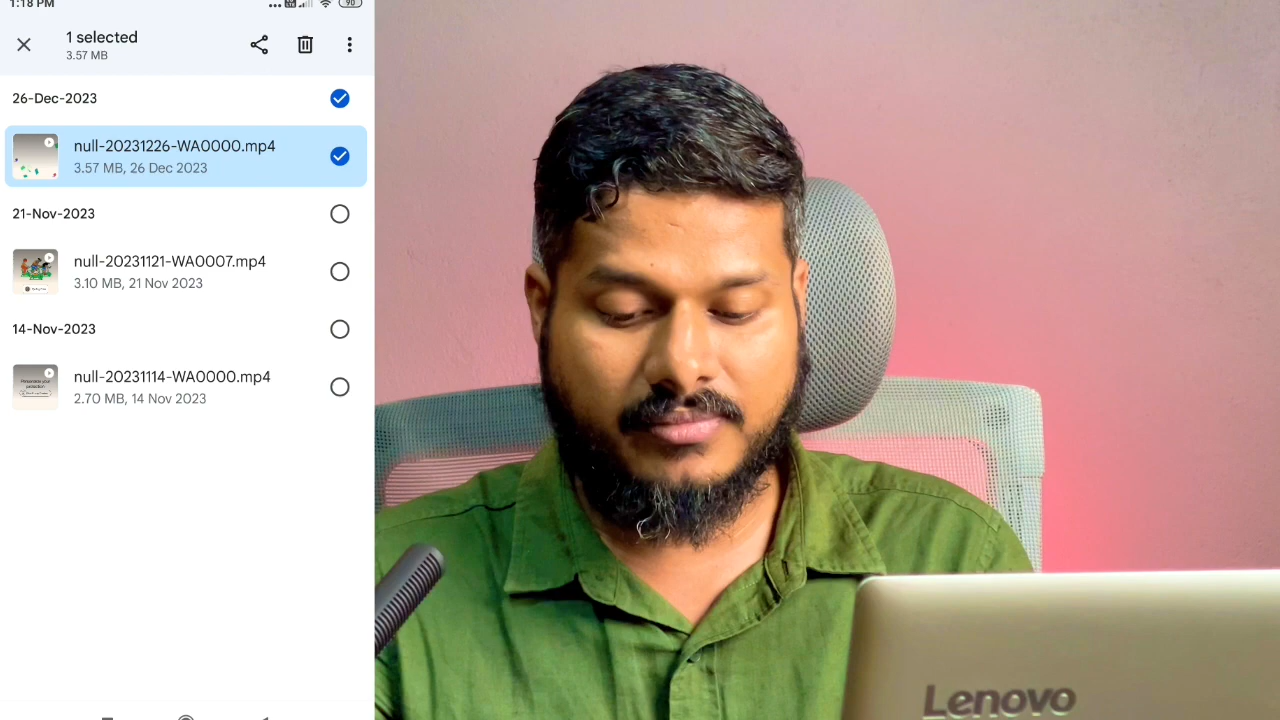 1:18 PM
90
1 selected
3.57 MB
26-Dec-2023
null-20231226-WA0000.mp4
3.57 MB, 26 Dec 2023
21-Nov-2023
null-20231121-WA0007.mp4
3.10 MB, 21 Nov 2023
14-Nov-2023
null-20231114-WA0000.mp4
2.70 MB, 14 Nov 2023
Lenovo